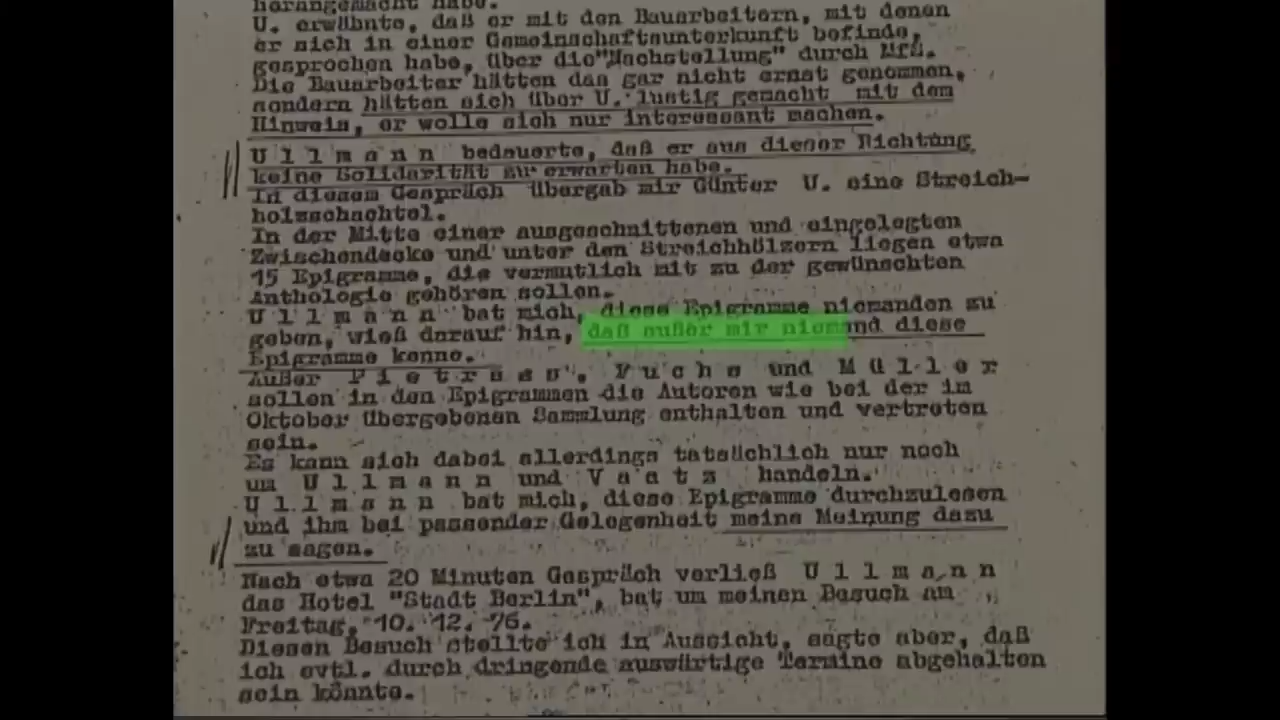 herangemacht habe.
U. erwähnte, daß er mit den Bauarbeitern, mit denen
er sich in einer Gemeinschaftsunterkunft befinde,
gesprochen habe, über die "Nachstellung" durch MfS.
Die Bauarbeiter hätten das gar nicht ernst genommen,
sondern hätten sich über U. lustig gemacht mit dem
Hinweis, er wolle sich nur interessant machen.
U l l m a n n bedauerte, daß er aus dieser Richtung
keine Solidarität zu erwarten habe.
In diesem Gespräch übergab mir Günter U. eine Streich-
holzschachtel.
In der Mitte einer ausgeschnittenen und eingelegten
Zwischendecke und unter den Streichhölzern liegen etwa
15 Epigramme, die vermutlich mit zu der gewünschten
Anthologie gehören sollen.
U l l m a n n bat mich, diese Epigramme niemanden zu
geben, wieß darauf hin, daß außer mir niemand diese
Epigramme kenne.
Außer P i e t r a s s, F u c h s und M ü l l e r
sollen in den Epigrammen die Autoren wie bei der im
Oktober übergebenen Sammlung enthalten und vertreten
sein.
Es kann sich dabei allerdings tatsächlich nur noch
um U l l m a n n und V a a t z handeln.
U l l m a n n bat mich, diese Epigramme durchzulesen
und ihm bei passender Gelegenheit meine Meinung dazu
zu sagen.
Nach etwa 20 Minuten Gespräch verließ U l l m a n n
das Hotel "Stadt Berlin", bat um meinen Besuch am
Freitag, 10. 12. 76.
Diesen Besuch stellte ich in Aussicht, sagte aber, daß
ich evtl. durch dringende auswärtige Termine abgehalten
sein könnte.